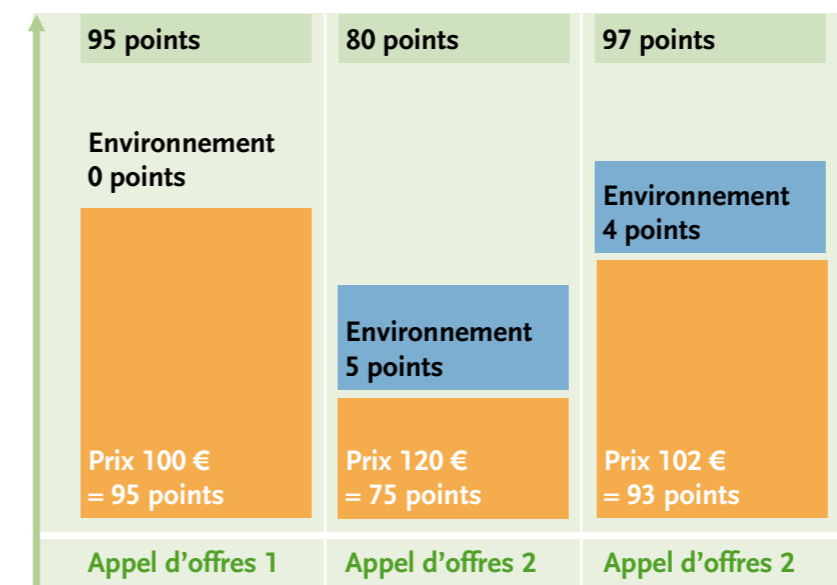 95 points
80 points
97 points
Environnement
0 points
Environnement
4 points
Environnement
5 points
Prix 100 €
= 95 points
Prix 120 €
= 75 points
Prix 102 €
= 93 points
Appel d’offres 1
Appel d’offres 2
Appel d’offres 2